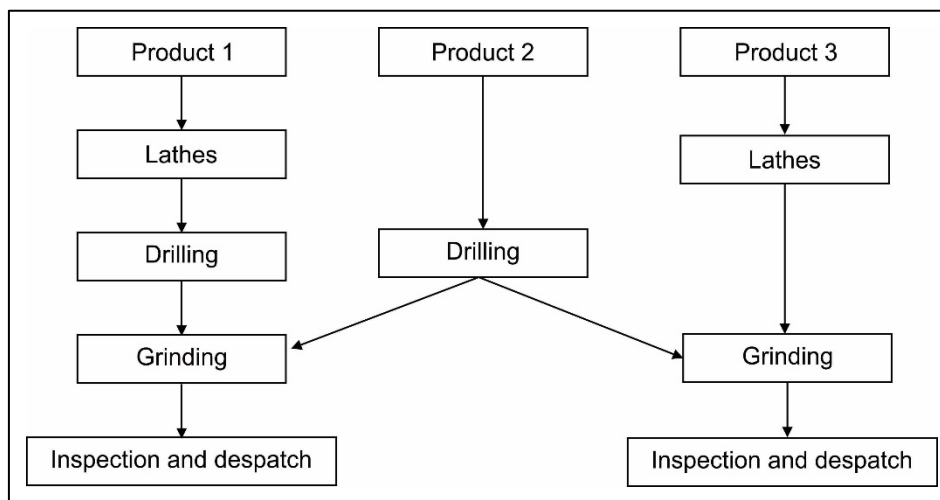 Product 1
Product 2
Product 3
Lathes
Lathes
Drilling
Drilling
Grinding
Grinding
Inspection and despatch
Inspection and despatch